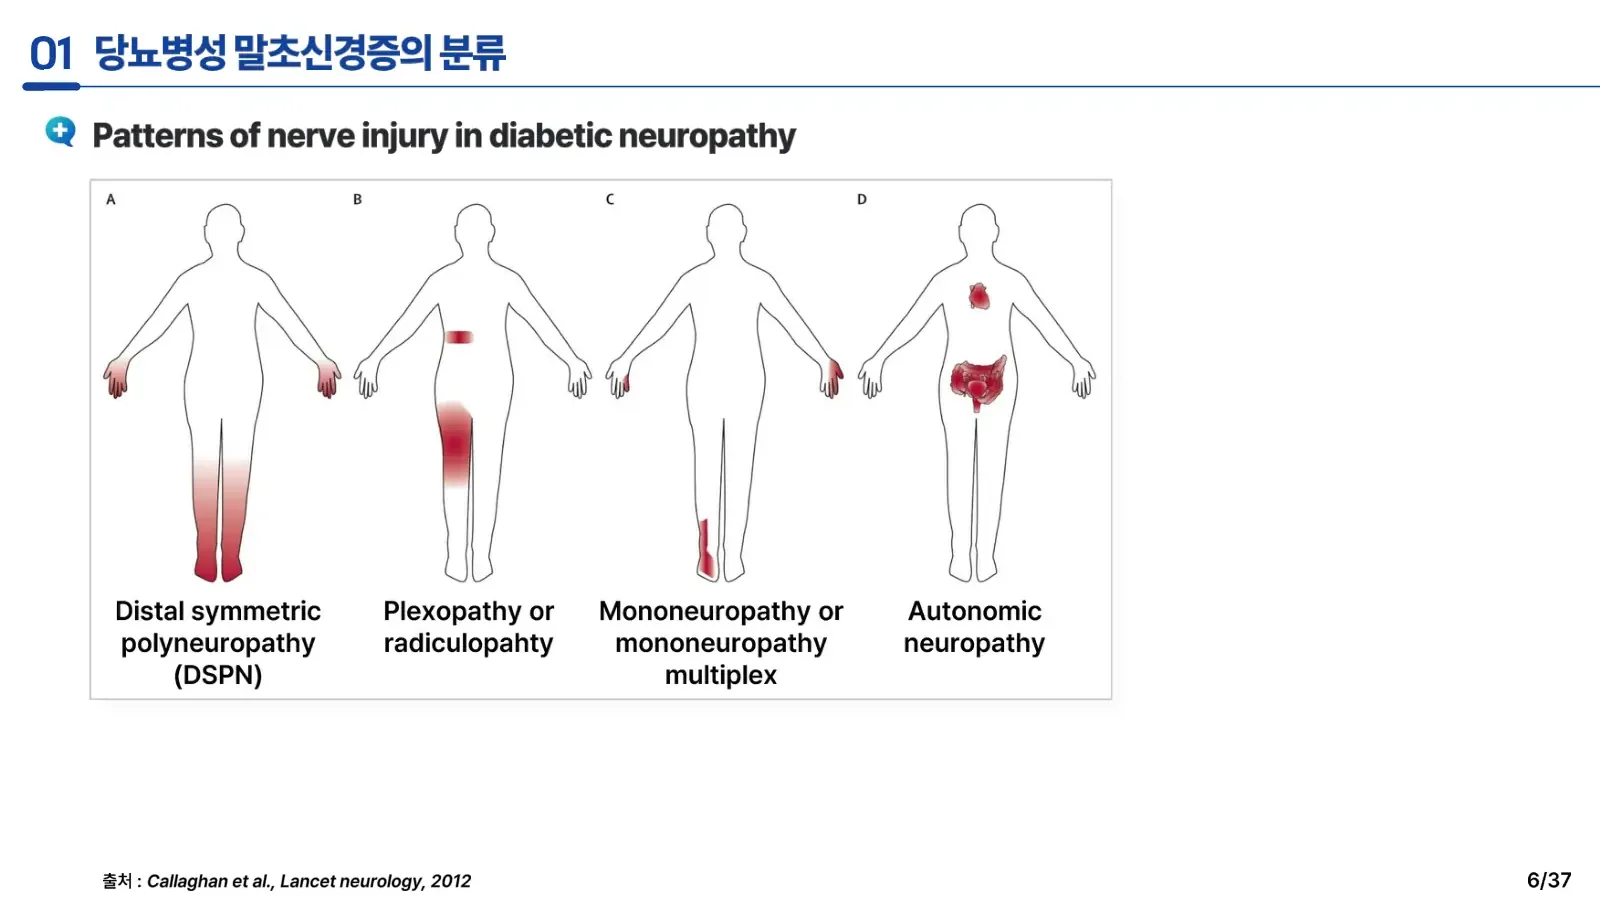 01 당뇨병성 말초신경증의 분류
Patterns of nerve injury in diabetic neuropathy
A
B
C
D
Distal symmetric
polyneuropathy
(DSPN)
Plexopathy or
radiculopahty
Mononeuropathy or
mononeuropathy
multiplex
Autonomic
neuropathy
출처 : Callaghan et al., Lancet neurology, 2012
6/37